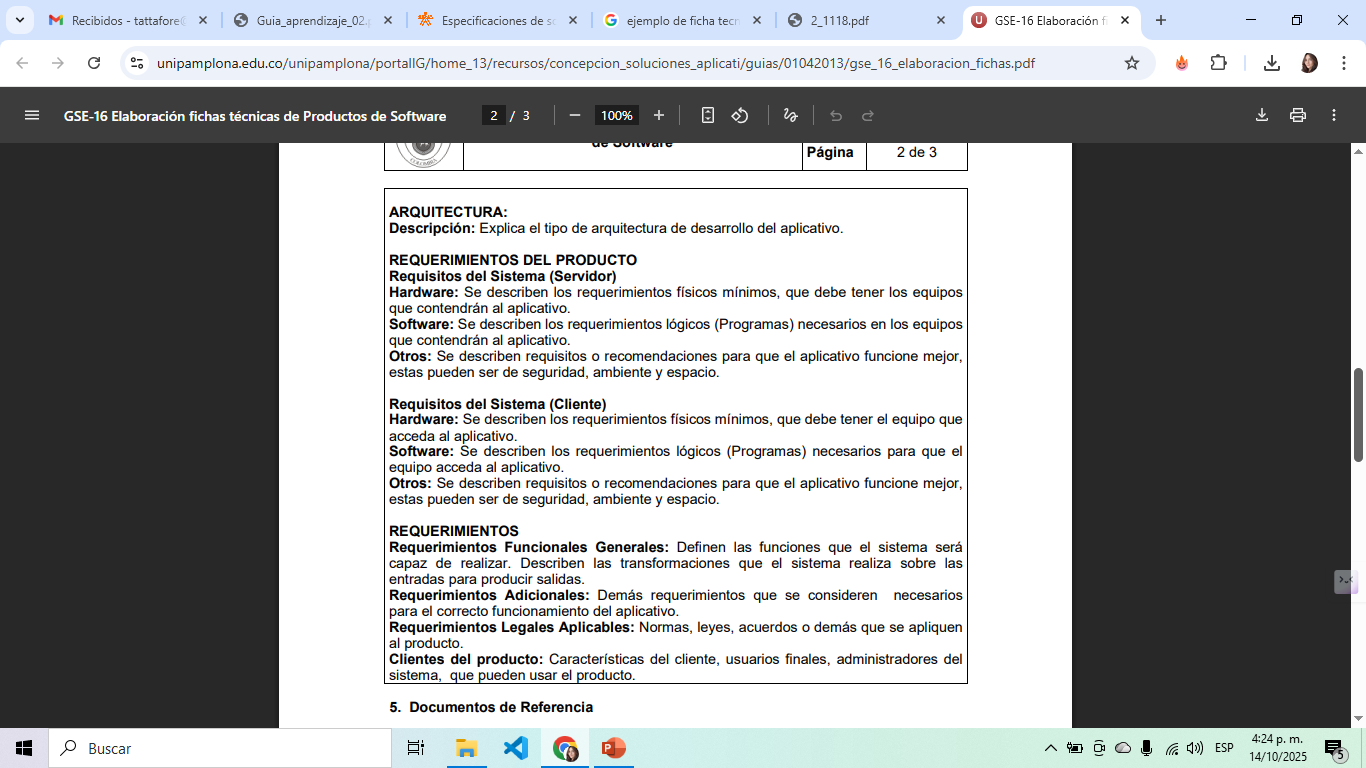 Recibidos - tattafore@
Guia_aprendizaje_02.p
Especificaciones de so
ejemplo de ficha tecn
2_1118.pdf
GSE-16 Elaboración fi
unipamplona.edu.co/unipamplona/portalIG/home_13/recursos/concepcion_soluciones_aplicati/guias/01042013/gse_16_elaboracion_fichas.pdf
GSE-16 Elaboración fichas técnicas de Productos de Software
2 / 3
100%
de Software
Página
2 de 3
ARQUITECTURA:
Descripción: Explica el tipo de arquitectura de desarrollo del aplicativo.
REQUERIMIENTOS DEL PRODUCTO
Requisitos del Sistema (Servidor)
Hardware: Se describen los requerimientos físicos mínimos, que debe tener los equipos
que contendrán al aplicativo.
Software: Se describen los requerimientos lógicos (Programas) necesarios en los equipos
que contendrán al aplicativo.
Otros: Se describen requisitos o recomendaciones para que el aplicativo funcione mejor,
estas pueden ser de seguridad, ambiente y espacio.
Requisitos del Sistema (Cliente)
Hardware: Se describen los requerimientos físicos mínimos, que debe tener el equipo que
acceda al aplicativo.
Software: Se describen los requerimientos lógicos (Programas) necesarios para que el
equipo acceda al aplicativo.
Otros: Se describen requisitos o recomendaciones para que el aplicativo funcione mejor,
estas pueden ser de seguridad, ambiente y espacio.
REQUERIMIENTOS
Requerimientos Funcionales Generales: Definen las funciones que el sistema será
capaz de realizar. Describen las transformaciones que el sistema realiza sobre las
entradas para producir salidas.
Requerimientos Adicionales: Demás requerimientos que se consideren necesarios
para el correcto funcionamiento del aplicativo.
Requerimientos Legales Aplicables: Normas, leyes, acuerdos o demás que se apliquen
al producto.
Clientes del producto: Características del cliente, usuarios finales, administradores del
sistema, que pueden usar el producto.
5. Documentos de Referencia
Buscar
ESP
4:24 p. m.
14/10/2025
5